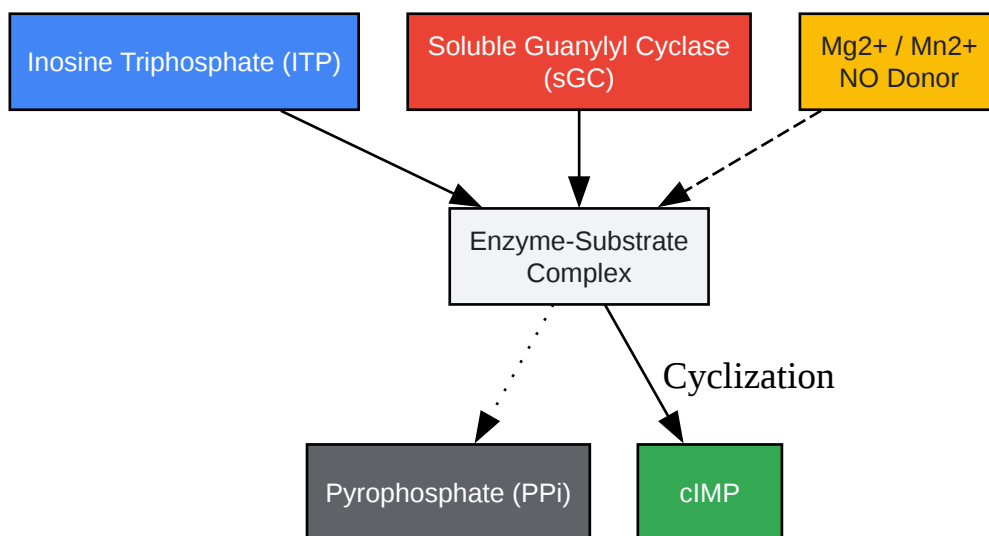 Inosine Triphosphate (ITP)
Soluble Guanylyl Cyclase
(sGC)
Mg2+ / Mn2+
NO Donor
Enzyme-Substrate
Complex
Cyclization
Pyrophosphate (PPi)
cIMP